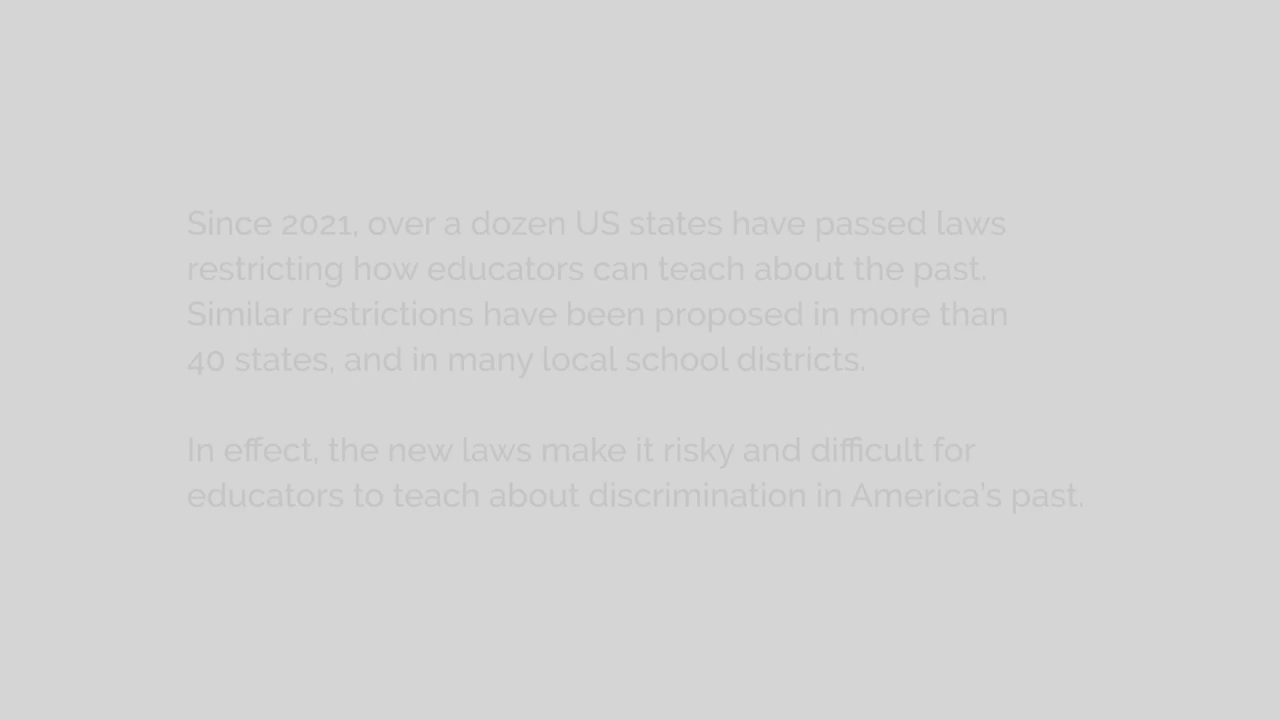 Since 2021, over a dozen US states have passed laws
restricting how educators can teach about the past.
Similar restrictions have been proposed in more than
40 states, and in many local school districts.
In effect, the new laws make it risky and difficult for
educators to teach about discrimination in America's past.